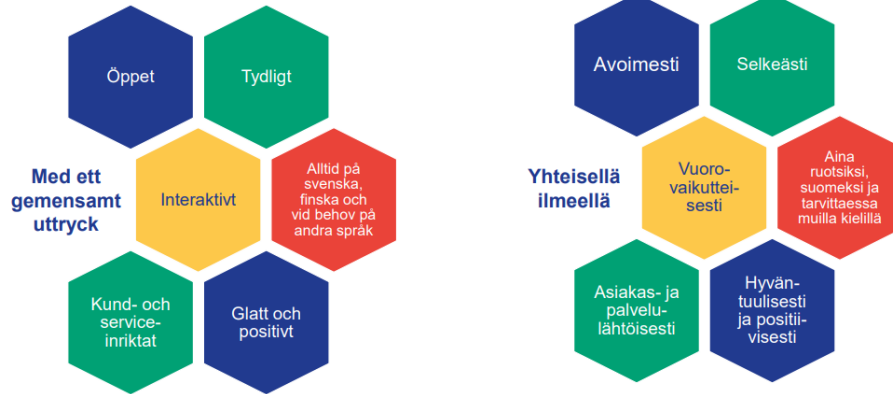 Öppet
Tydligt
Med ett
gemensamt
uttryck
Interaktivt
Alltid på
svenska,
finska och
vid behov på
andra språk
Kund- och
service-
inriktat
Glatt och
positivt
Avoimesti
Selkeästi
Yhteisellä
ilmeellä
Vuoro-
vaikuttei-
sesti
Aina
ruotsiksi,
suomeksi ja
tarvittaessa
muilla kielillä
Asiakas- ja
palvelu-
lähtöisesti
Hyvän-
tuulisesti
ja positii-
visesti